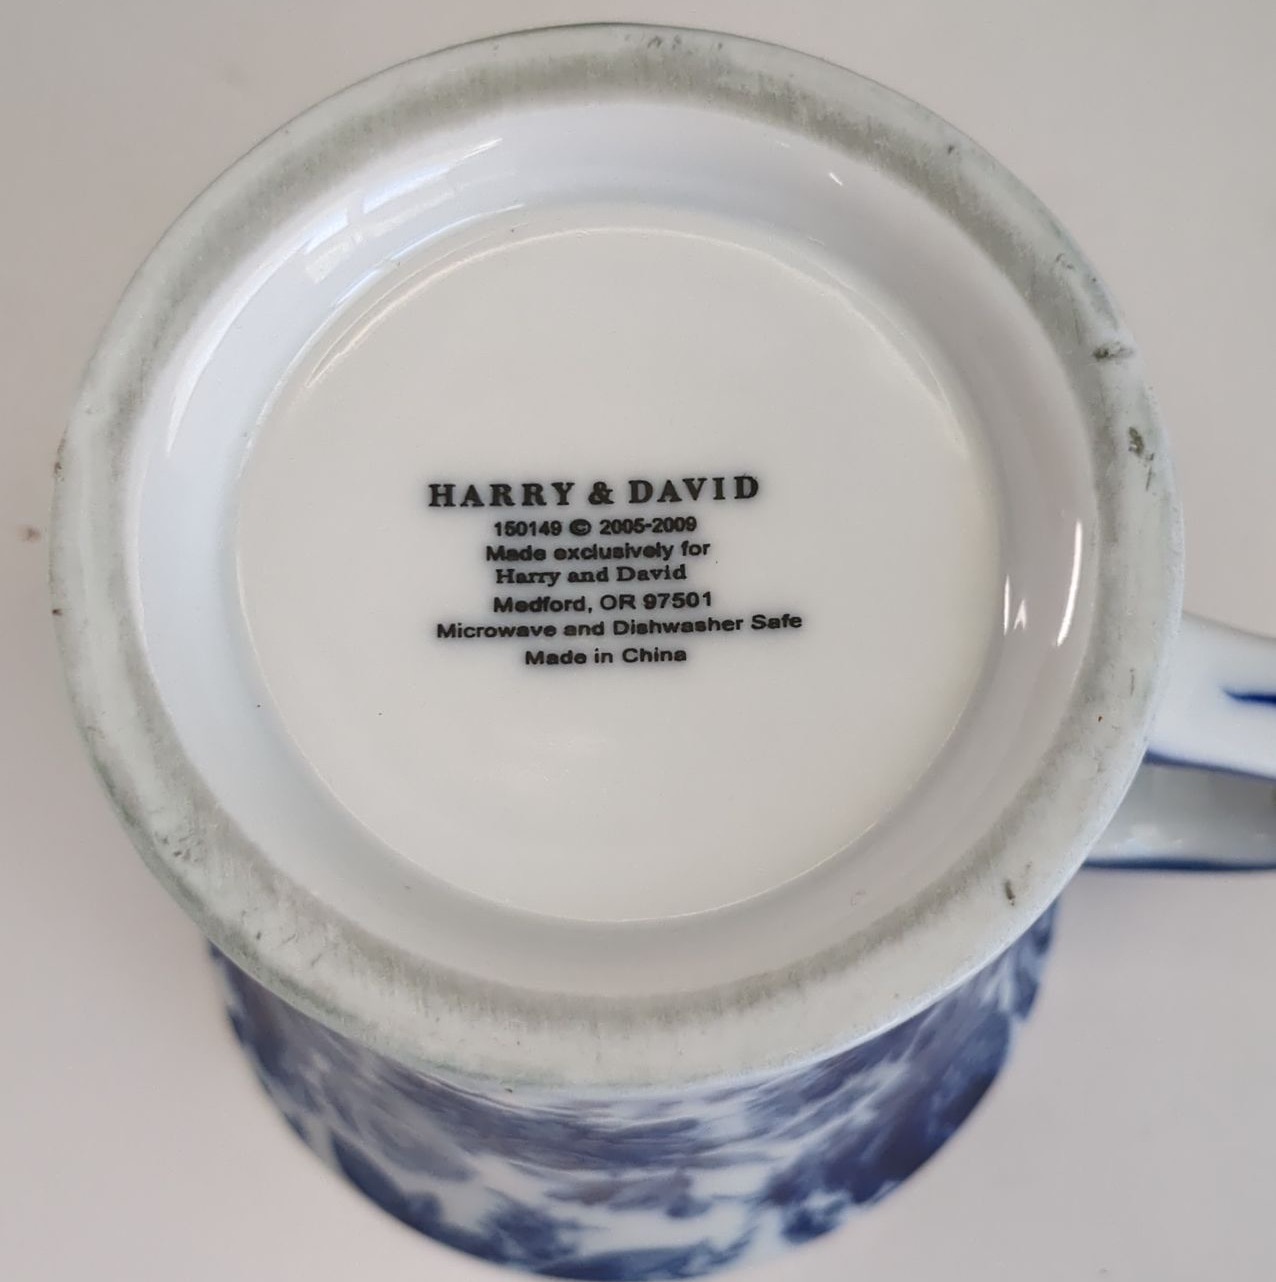 HARRY & DAVID
150149 © 2005-2009
Made exclusively for
Harry and David
Medford, OR 97501
Microwave and Dishwasher Safe
Made in China